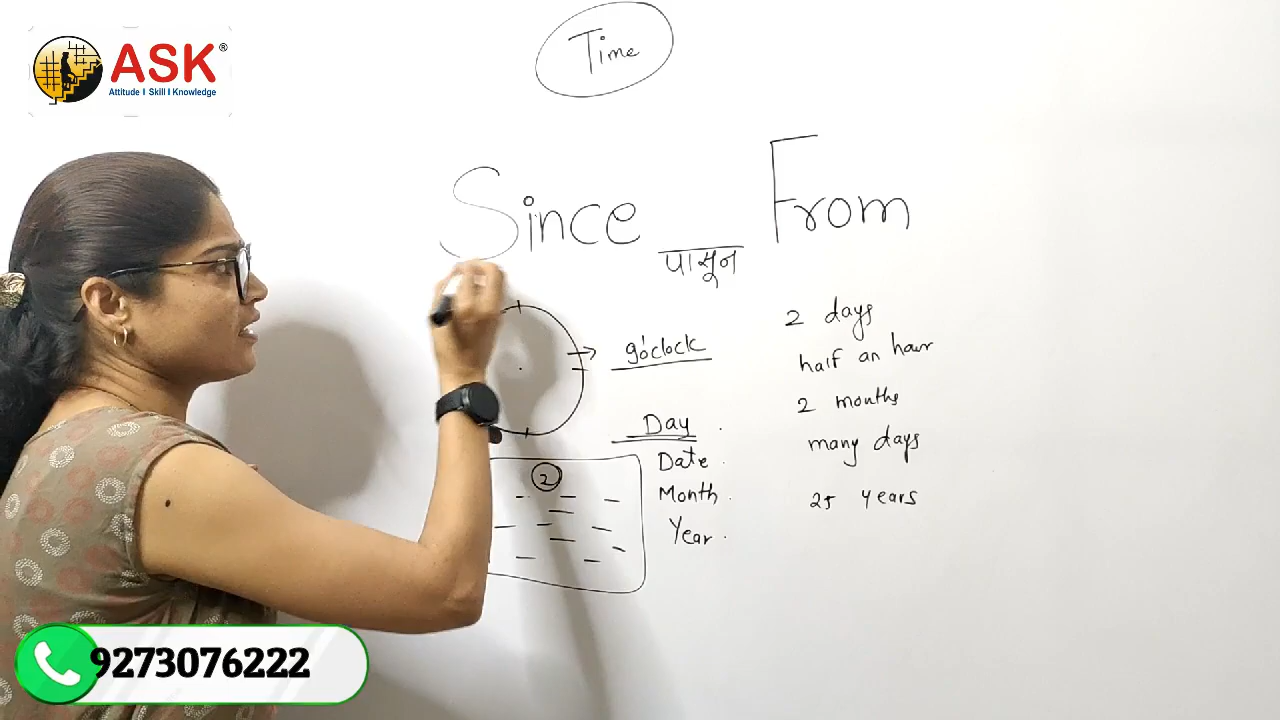 ASK®
Attitude I Skill I Knowledge
Time
Since
From
पासून
9o'clock
Day .
Date .
Month .
Year .
2
2 days
half an hour
2 months
many days
25 years
9273076222